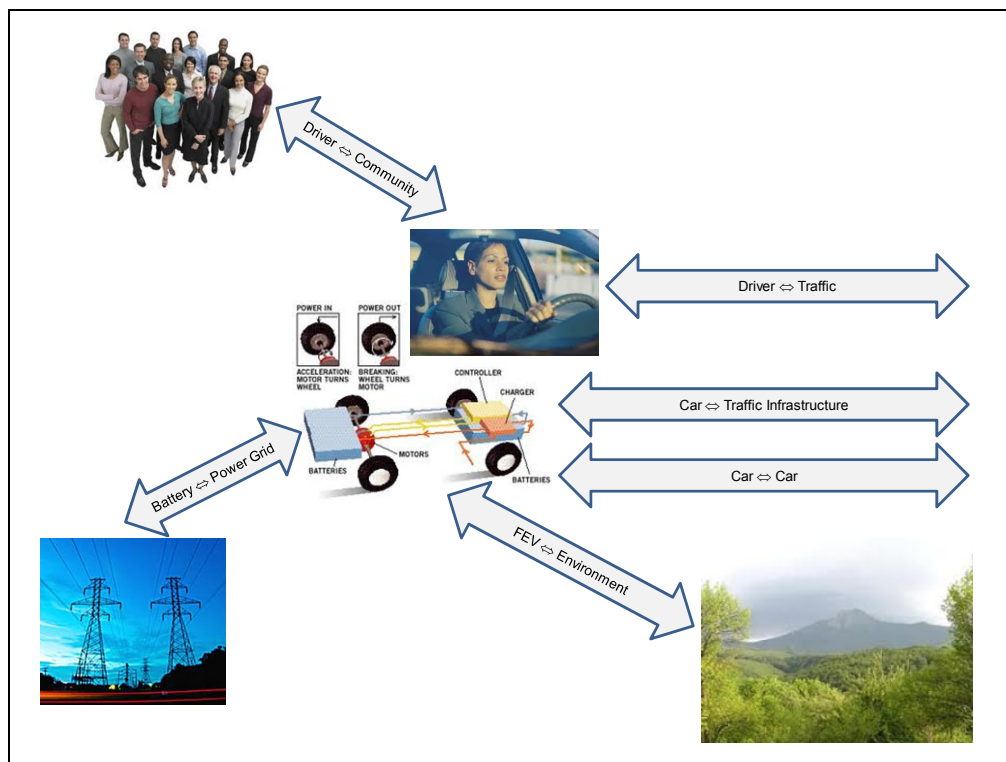 Driver ⇔ Community
Driver ⇔ Traffic
POWER IN
POWER OUT
ACCELERATION:
MOTOR TURNS
WHEEL
BREAKING:
WHEEL TURNS
MOTOR
CONTROLLER
CHARGER
Car ⇔ Traffic Infrastructure
MOTORS
BATTERIES
BATTERIES
Car ⇔ Car
Battery ⇔ Power Grid
FEV ⇔ Environment